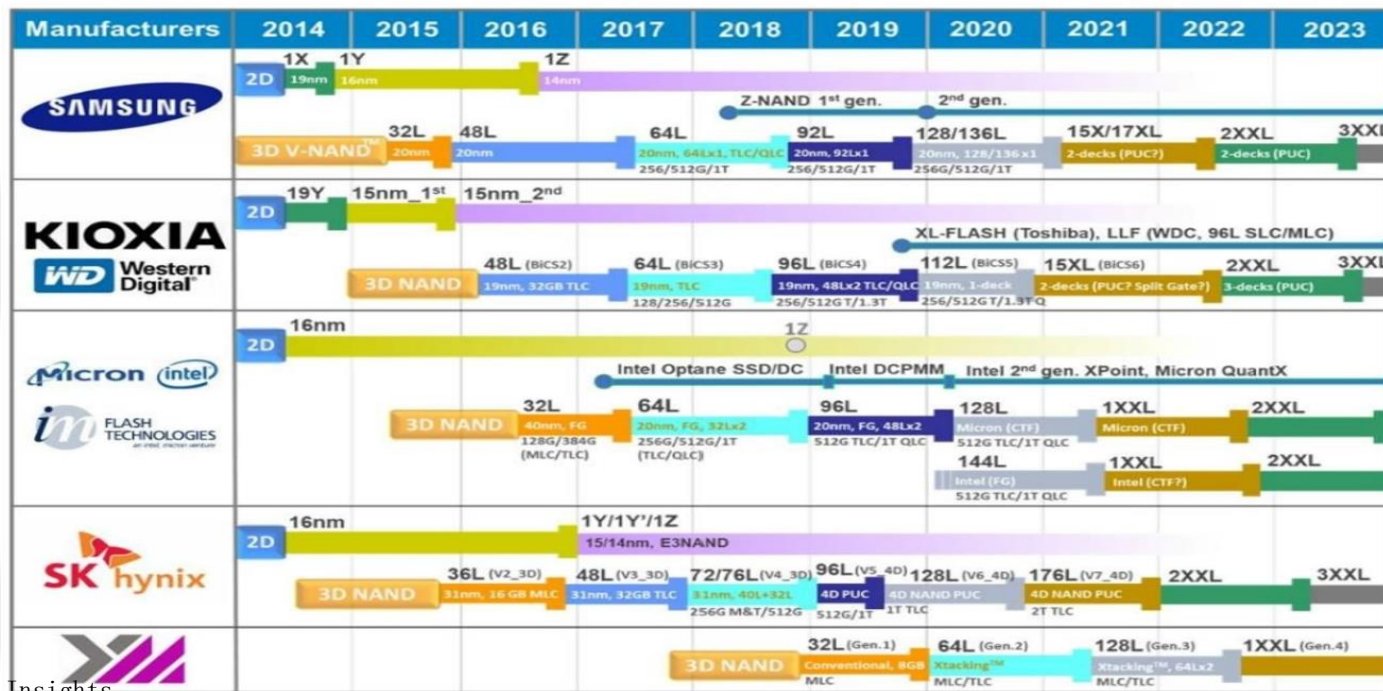 Manufacturers 2014 2015 2016 2017 2018 2019 2020 2021 2022 2023
SAMSUNG
1X 1Y 1Z
2D 19nm 16nm 14nm
Z-NAND 1st gen. 2nd gen.
32L 48L 64L 92L 128/136L 15X/17XL 2XXL 3XXL
3D V-NAND™ 20nm 20nm 20nm, 64Lx1, TLC/QLC 20nm, 92Lx1 20nm, 128/136x1 2-decks (PUC?) 2-decks (PUC)
256/512G/1T 256/512G/1T 256G/512G/1T
KIOXIA
WD Western Digital®
19Y 15nm_1st 15nm_2nd
2D
XL-FLASH (Toshiba), LLF (WDC, 96L SLC/MLC)
48L (BiCS2) 64L (BiCS3) 96L (BiCS4) 112L (BiCS5) 15XL (BiCS6) 2XXL 3XXL
3D NAND 19nm, 32GB TLC 19nm, TLC 19nm, 48Lx2 TLC/QLC 19nm, 1-deck 2-decks (PUC? Split Gate?) 3-decks (PUC)
128/256/512G 256/512G T/1.3T 256/512G T/1.3T Q
Micron intel
im FLASH TECHNOLOGIES
an intel, micron venture
16nm 1Z
2D
Intel Optane SSD/DC Intel DCPMM Intel 2nd gen. XPoint, Micron QuantX
32L 64L 96L 128L 1XXL 2XXL
3D NAND 40nm, FG 20nm, FG, 32Lx2 20nm, FG, 48Lx2 Micron (CTF) Micron (CTF)
128G/384G 256G/512G/1T 512G TLC/1T QLC 512G TLC/1T QLC
(MLC/TLC) (TLC/QLC)
144L 1XXL 2XXL
Intel (FG) Intel (CTF?)
512G TLC/1T QLC
SK hynix
16nm 1Y/1Y'/1Z
2D 15/14nm, E3NAND
36L (V2_3D) 48L (V3_3D) 72/76L (V4_3D) 96L (V5_4D) 128L (V6_4D) 176L (V7_4D) 2XXL 3XXL
3D NAND 31nm, 16 GB MLC 31nm, 32GB TLC 31nm, 40L+32L 4D PUC 4D NAND PUC 4D NAND PUC
256G M&T/512G 512G/1T 1T TLC 2T TLC
32L (Gen.1) 64L (Gen.2) 128L (Gen.3) 1XXL (Gen.4)
3D NAND Conventional, 8GB Xtacking™ Xtacking™, 64Lx2
MLC MLC/TLC MLC/TLC
Insights